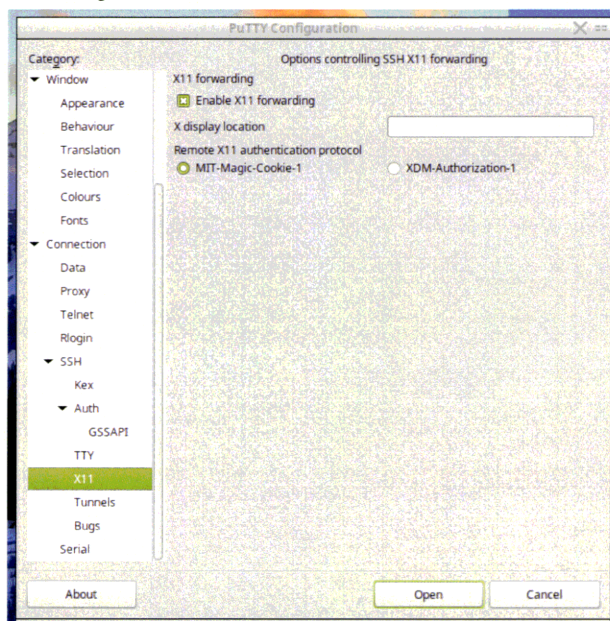 PuTTY Configuration
Category:
Window
Appearance
Behaviour
Translation
Selection
Colours
Fonts
Connection
Data
Proxy
Telnet
Rlogin
SSH
Kex
Auth
GSSAPI
TTY
X11
Tunnels
Bugs
Serial
Options controlling SSH X11 forwarding
X11 forwarding
Enable X11 forwarding
X display location
Remote X11 authentication protocol
MIT-Magic-Cookie-1 XDM-Authorization-1
About Open Cancel